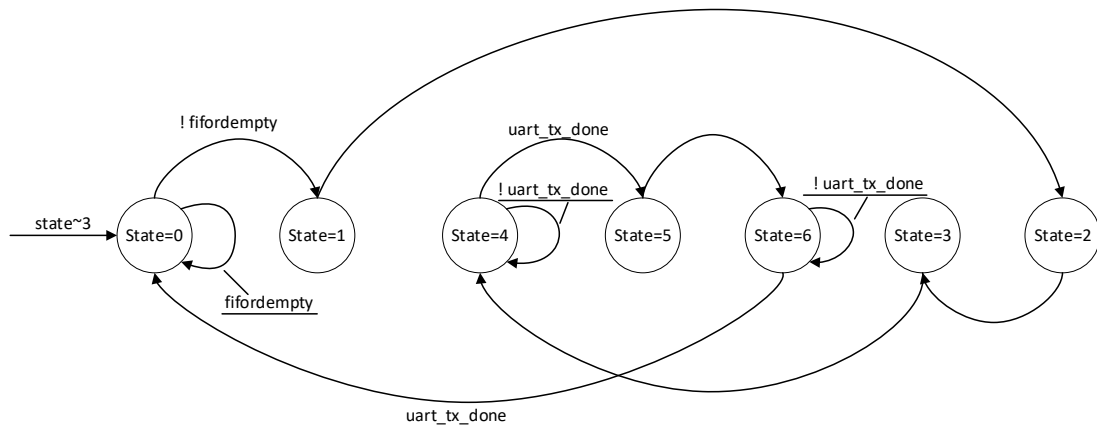 ! fifordempty
uart_tx_done
! uart_tx_done
! uart_tx_done
state~3
State=0
State=1
State=4
State=5
State=6
State=3
State=2
fifordempty
uart_tx_done